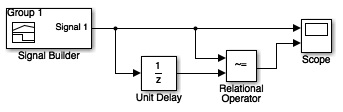 Group 1
Signal 1
Signal Builder
1
z
Unit Delay
~=
Relational
Operator
Scope